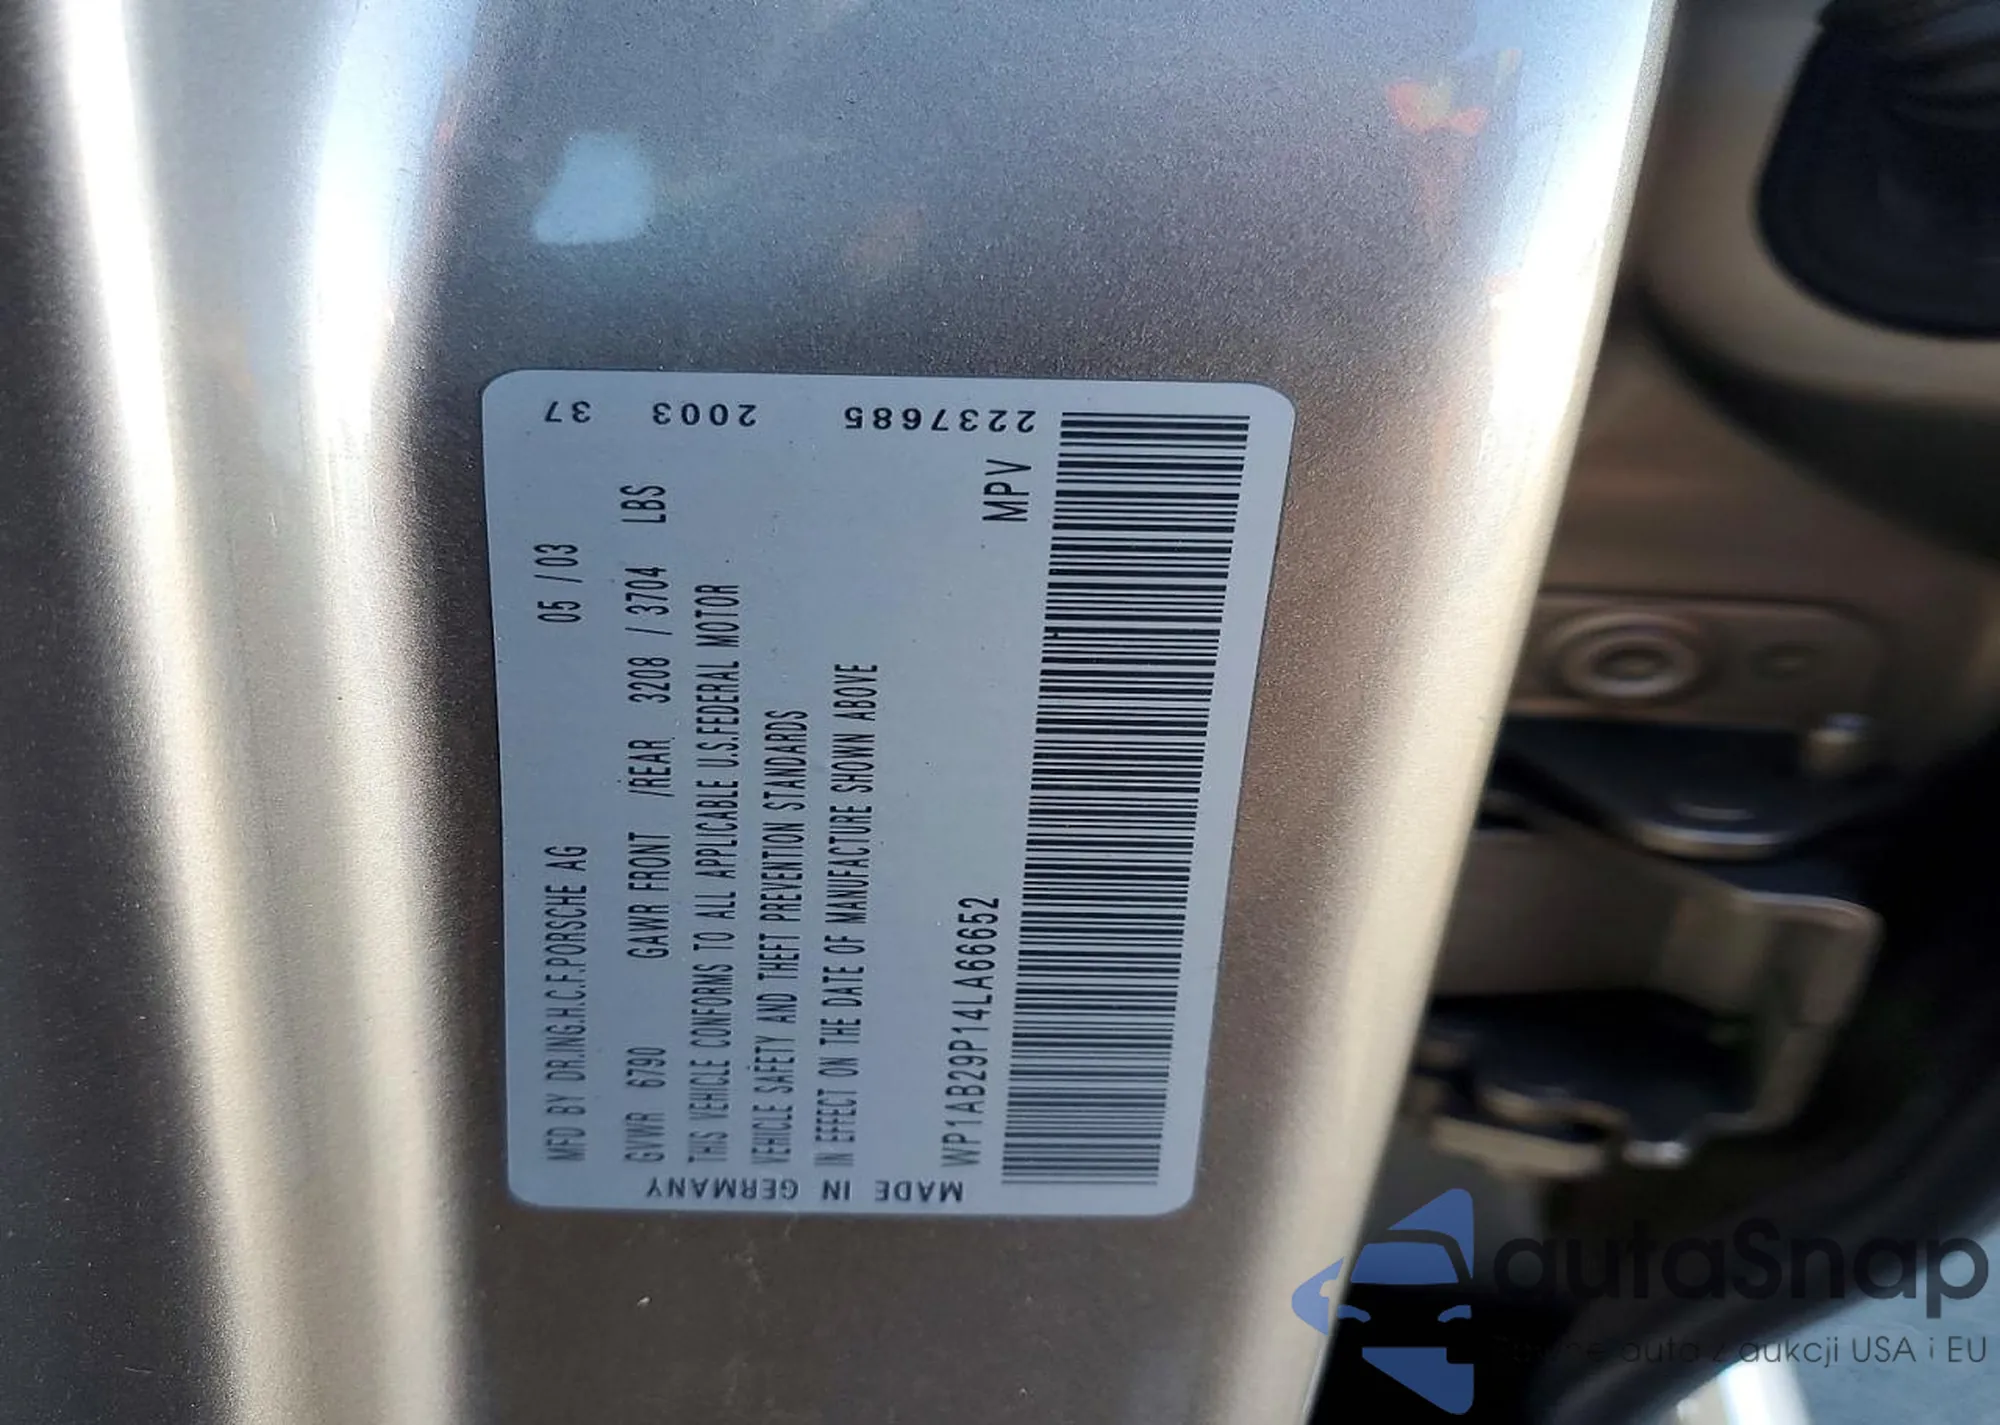 MFD BY DR.ING.H.C.F.PORSCHE AG 05 / 03
GVWR 6790 GAWR FRONT /REAR 3208 / 3704 LBS
THIS VEHICLE CONFORMS TO ALL APPLICABLE U.S.FEDERAL MOTOR
VEHICLE SAFETY AND THEFT PREVENTION STANDARDS
IN EFFECT ON THE DATE OF MANUFACTURE SHOWN ABOVE
WP1AB29P14LA66652 MPV
MADE IN GERMANY
2237685 2003 37
autaSnap
auta z aukcji USA i EU